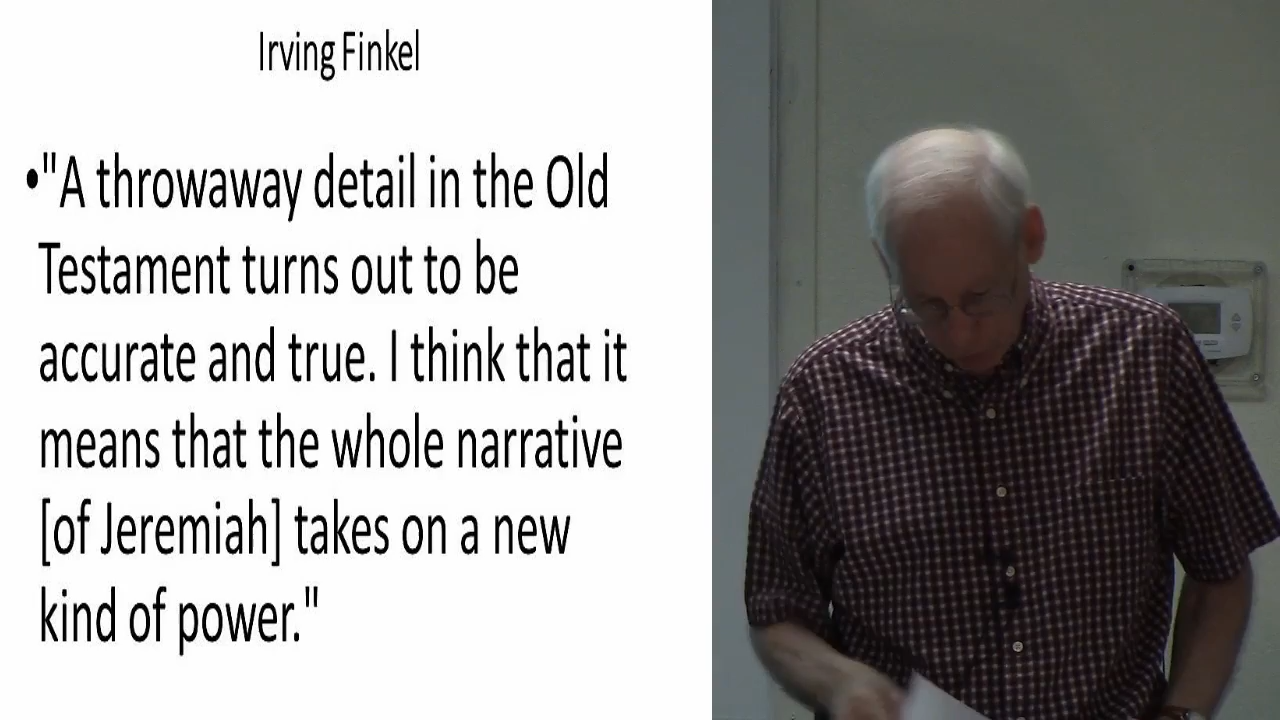 Irving Finkel
•"A throwaway detail in the Old
Testament turns out to be
accurate and true. I think that it
means that the whole narrative
[of Jeremiah] takes on a new
kind of power."